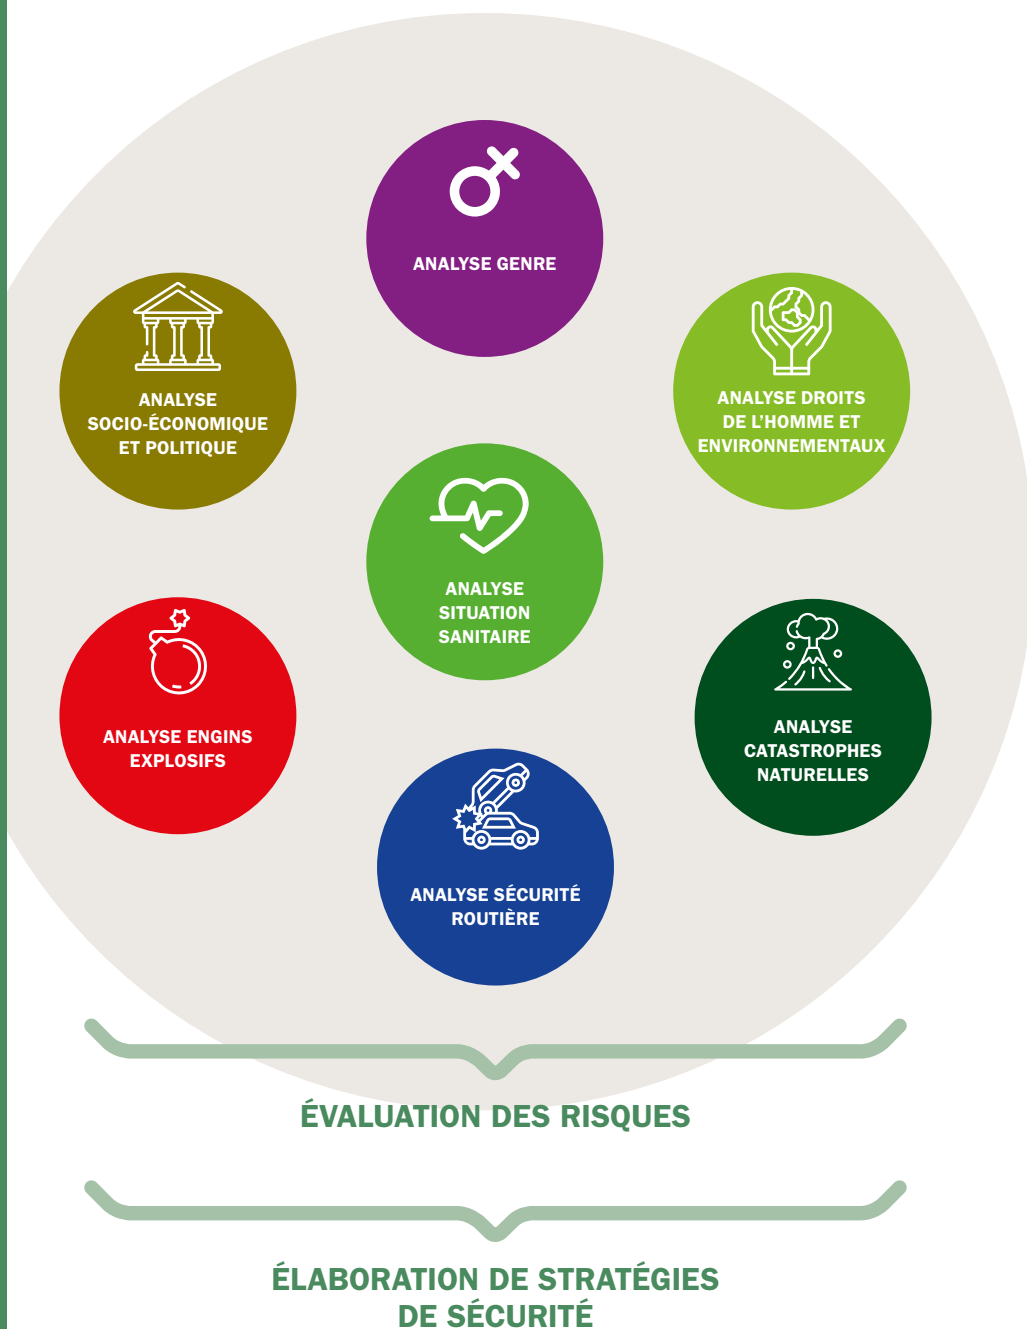 ANALYSE GENRE
ANALYSE
SOCIO-ÉCONOMIQUE
ET POLITIQUE
ANALYSE DROITS
DE L'HOMME ET
ENVIRONNEMENTAUX
ANALYSE
SITUATION
SANITAIRE
ANALYSE ENGINS
EXPLOSIFS
ANALYSE
CATASTROPHES
NATURELLES
ANALYSE SÉCURITÉ
ROUTIÈRE
ÉVALUATION DES RISQUES
ÉLABORATION DE STRATÉGIES
DE SÉCURITÉ